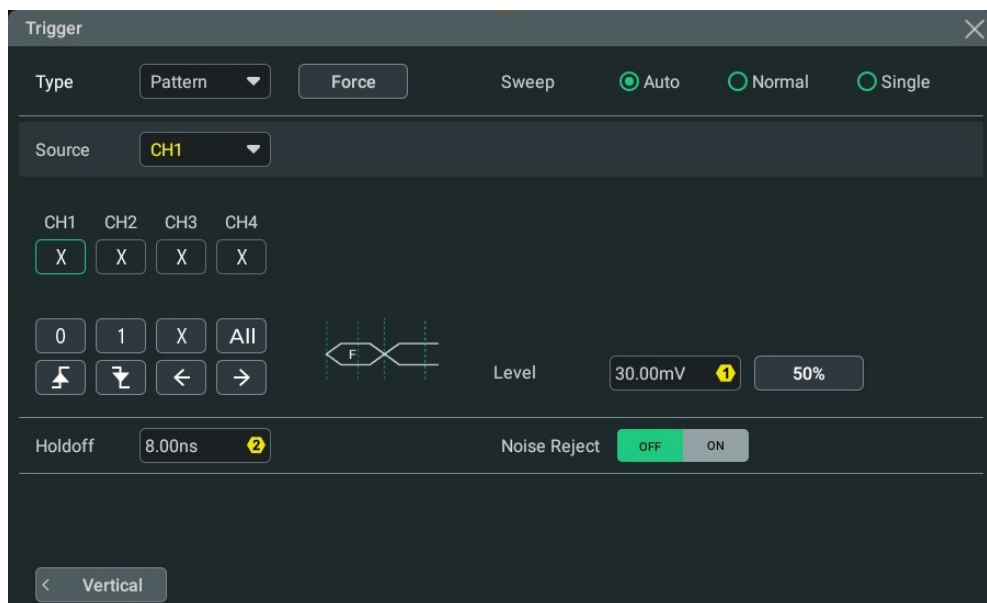 Trigger
Type Pattern Force Sweep Auto Normal Single
Source CH1
CH1 CH2 CH3 CH4
X X X X
0 1 X All
F
Level 30.00mV 1 50%
Holdoff 8.00ns 2 Noise Reject OFF ON
< Vertical